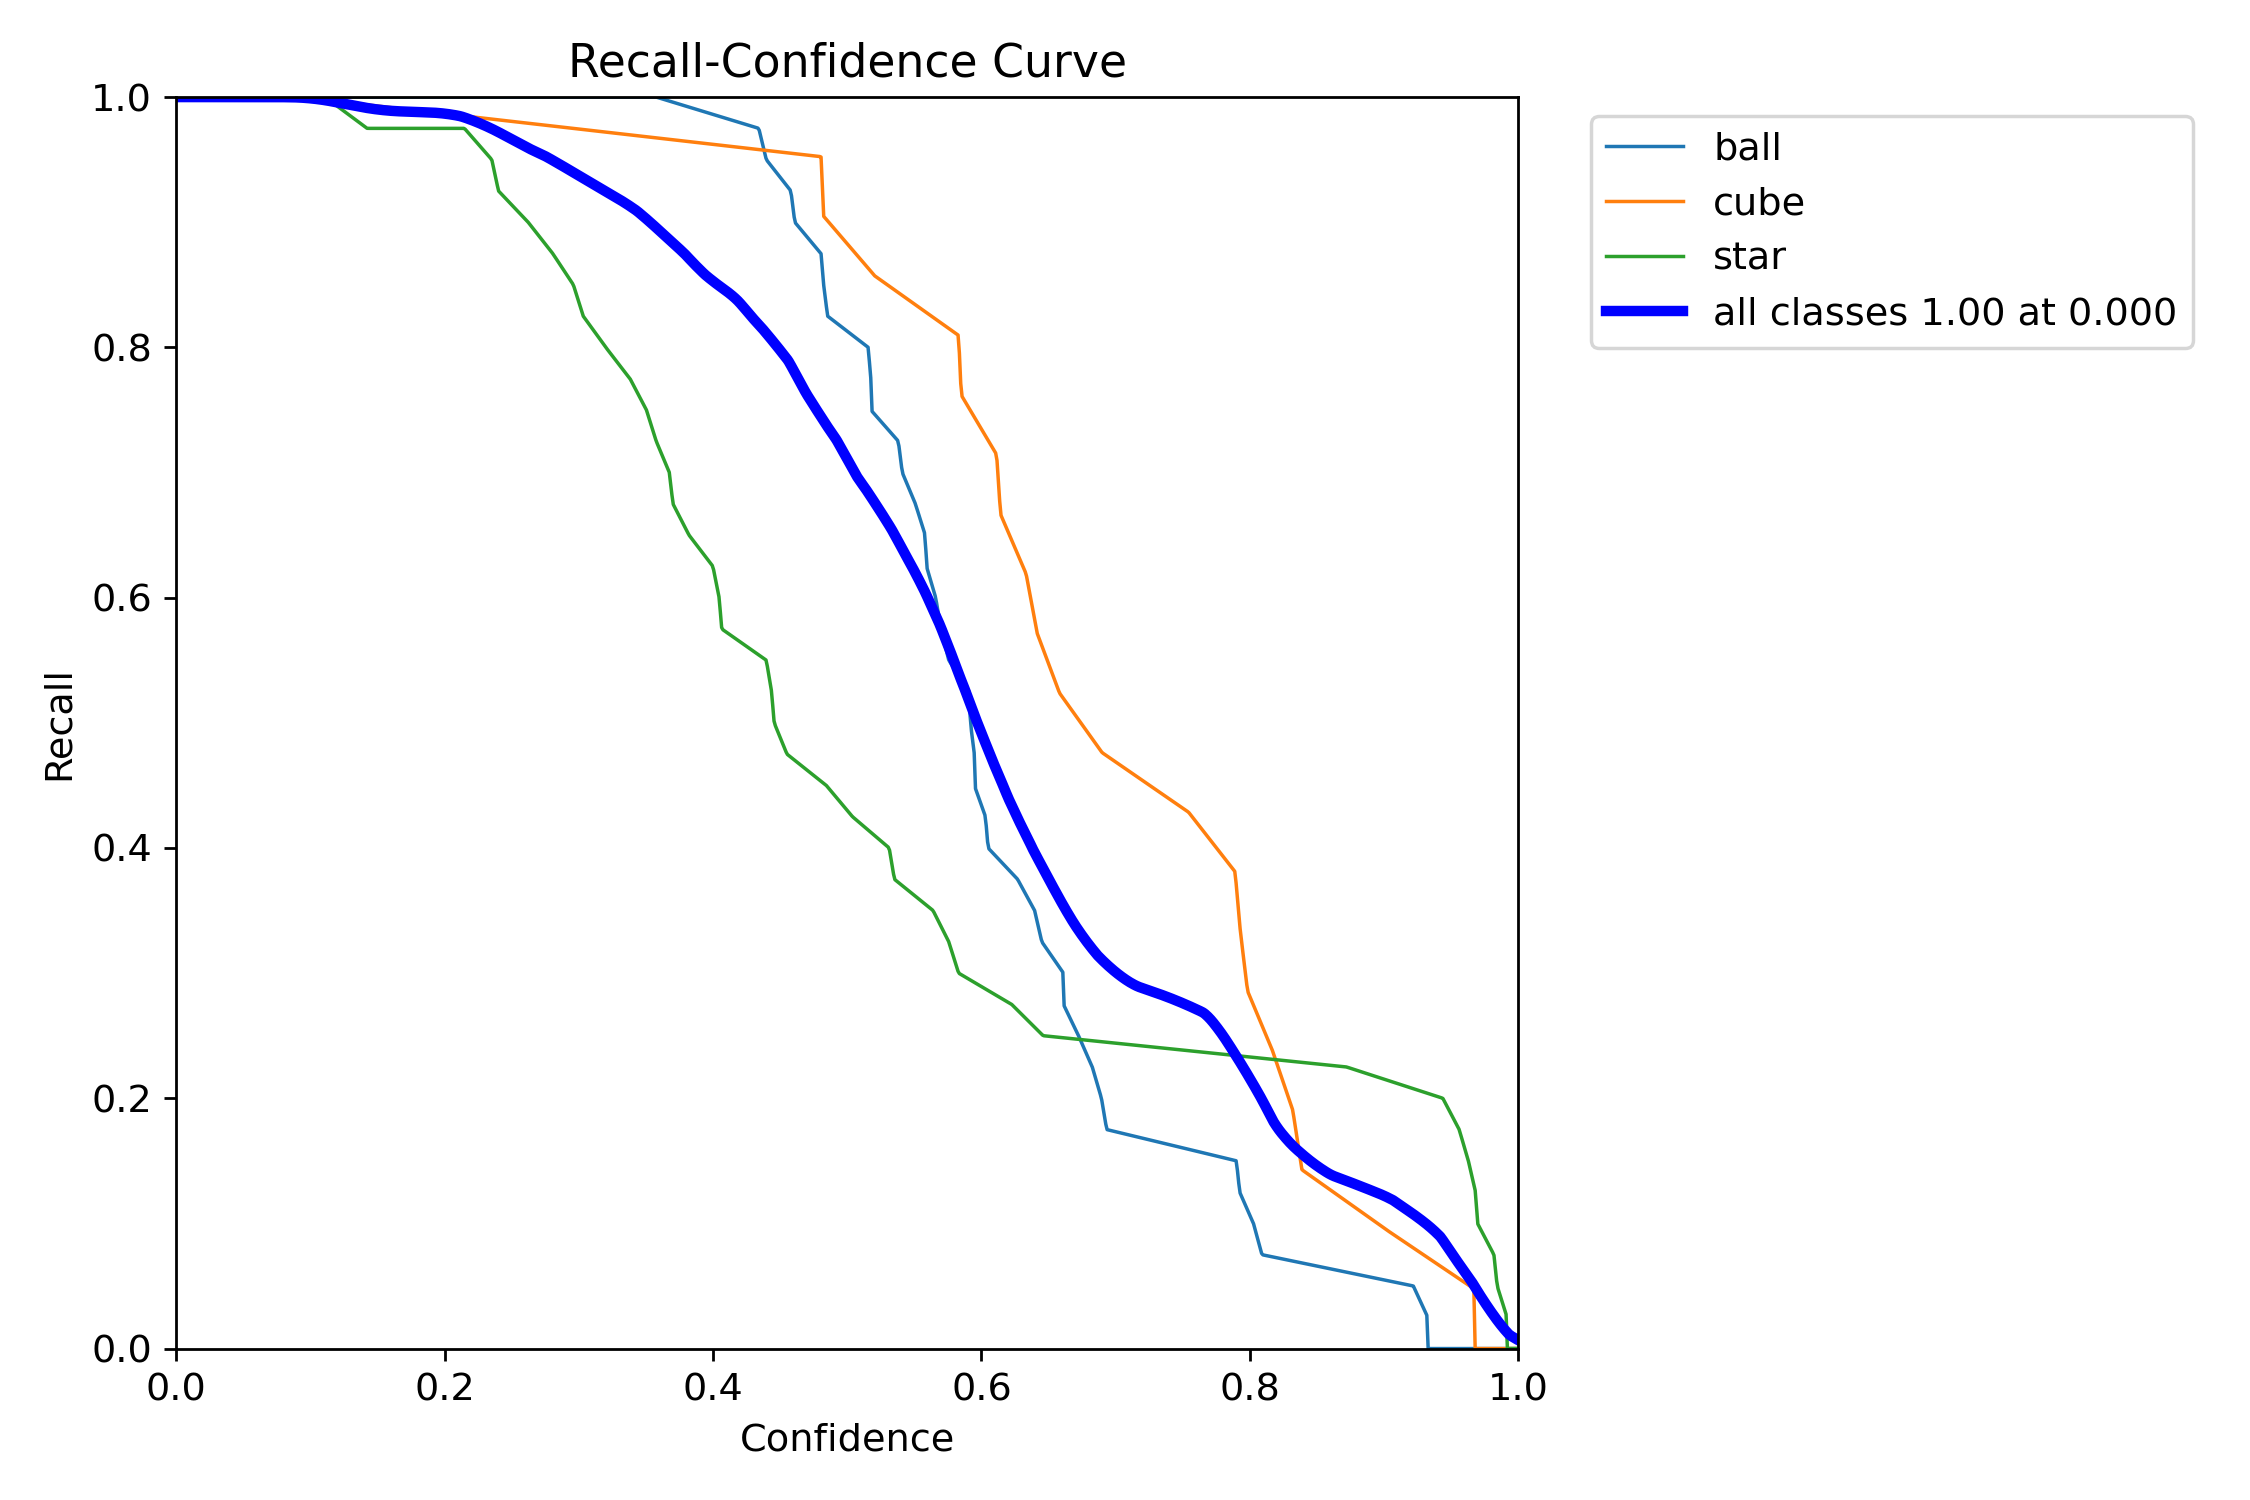 Recall-Confidence Curve
1.0
0.8
0.6
0.4
0.2
0.0
Recall
0.0 0.2 0.4 0.6 0.8 1.0
Confidence
ball
cube
star
all classes 1.00 at 0.000